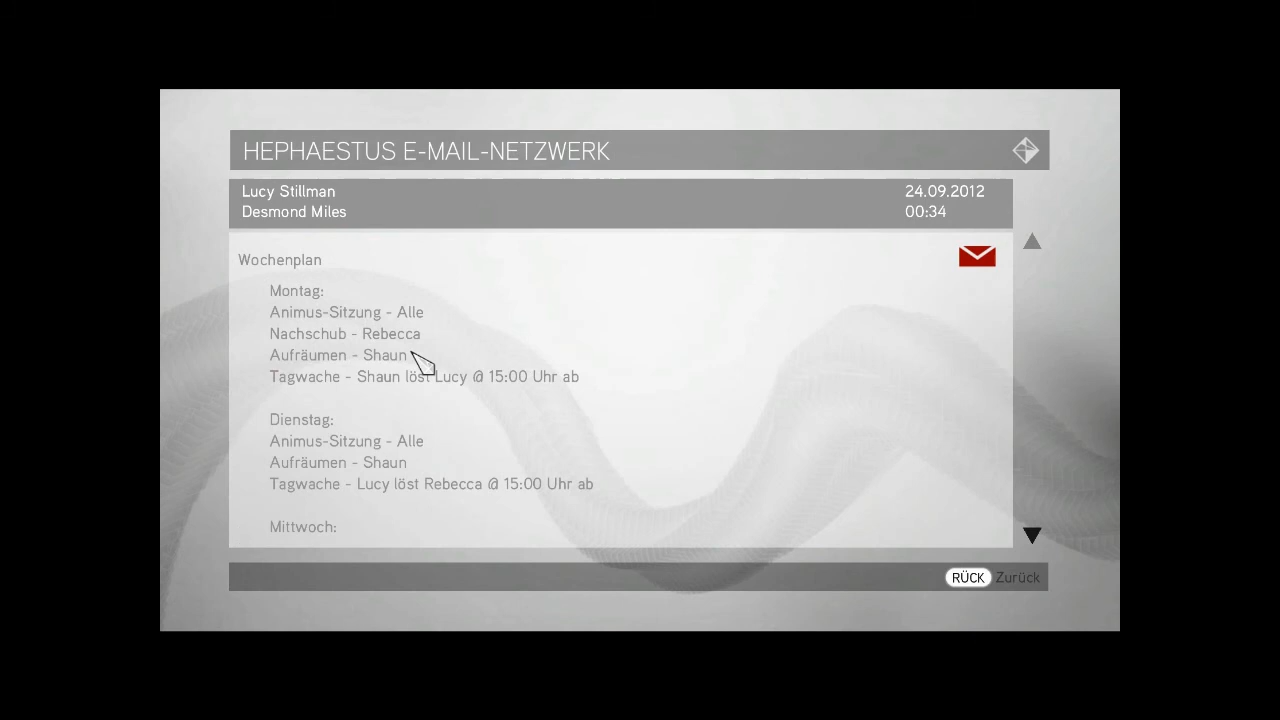 HEPHAESTUS E-MAIL-NETZWERK
Lucy Stillman 24.09.2012
Desmond Miles 00:34
Wochenplan
Montag:
Animus-Sitzung - Alle
Nachschub - Rebecca
Aufräumen - Shaun
Tagwache - Shaun löst Lucy @ 15:00 Uhr ab
Dienstag:
Animus-Sitzung - Alle
Aufräumen - Shaun
Tagwache - Lucy löst Rebecca @ 15:00 Uhr ab
Mittwoch:
RÜCK Zurück